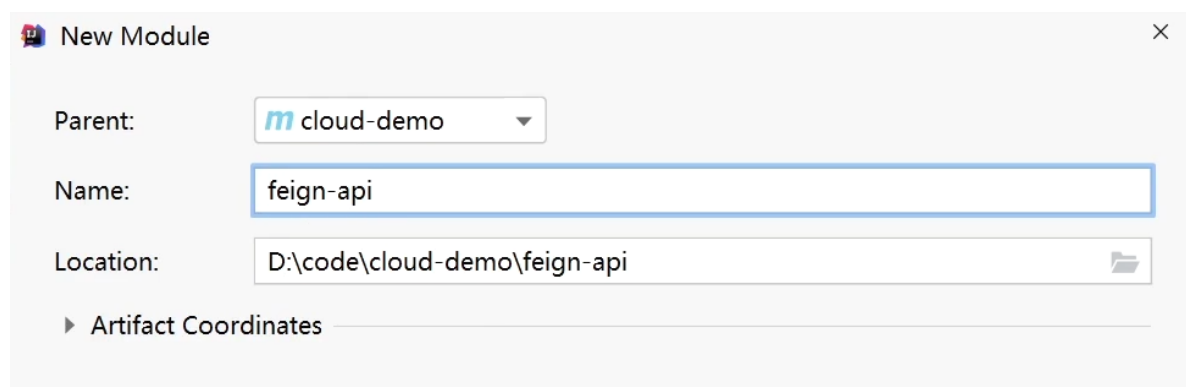 New Module
Parent: m cloud-demo
Name: feign-api
Location: D:\code\cloud-demo\feign-api
Artifact Coordinates